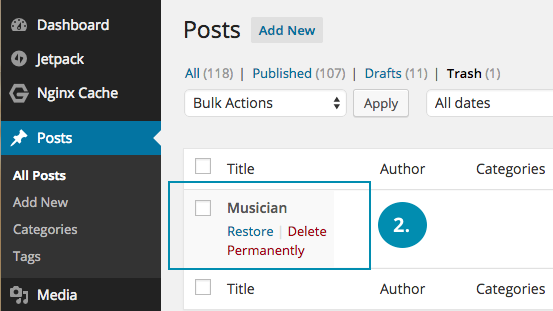 Dashboard
Jetpack
Nginx Cache
Posts
All Posts
Add New
Categories
Tags
Media
Posts Add New
All (118) | Published (107) | Drafts (11) | Trash (1)
Bulk Actions Apply All dates
Title Author Categories
Musician
Restore | Delete
Permanently
2.
Title Author Categories